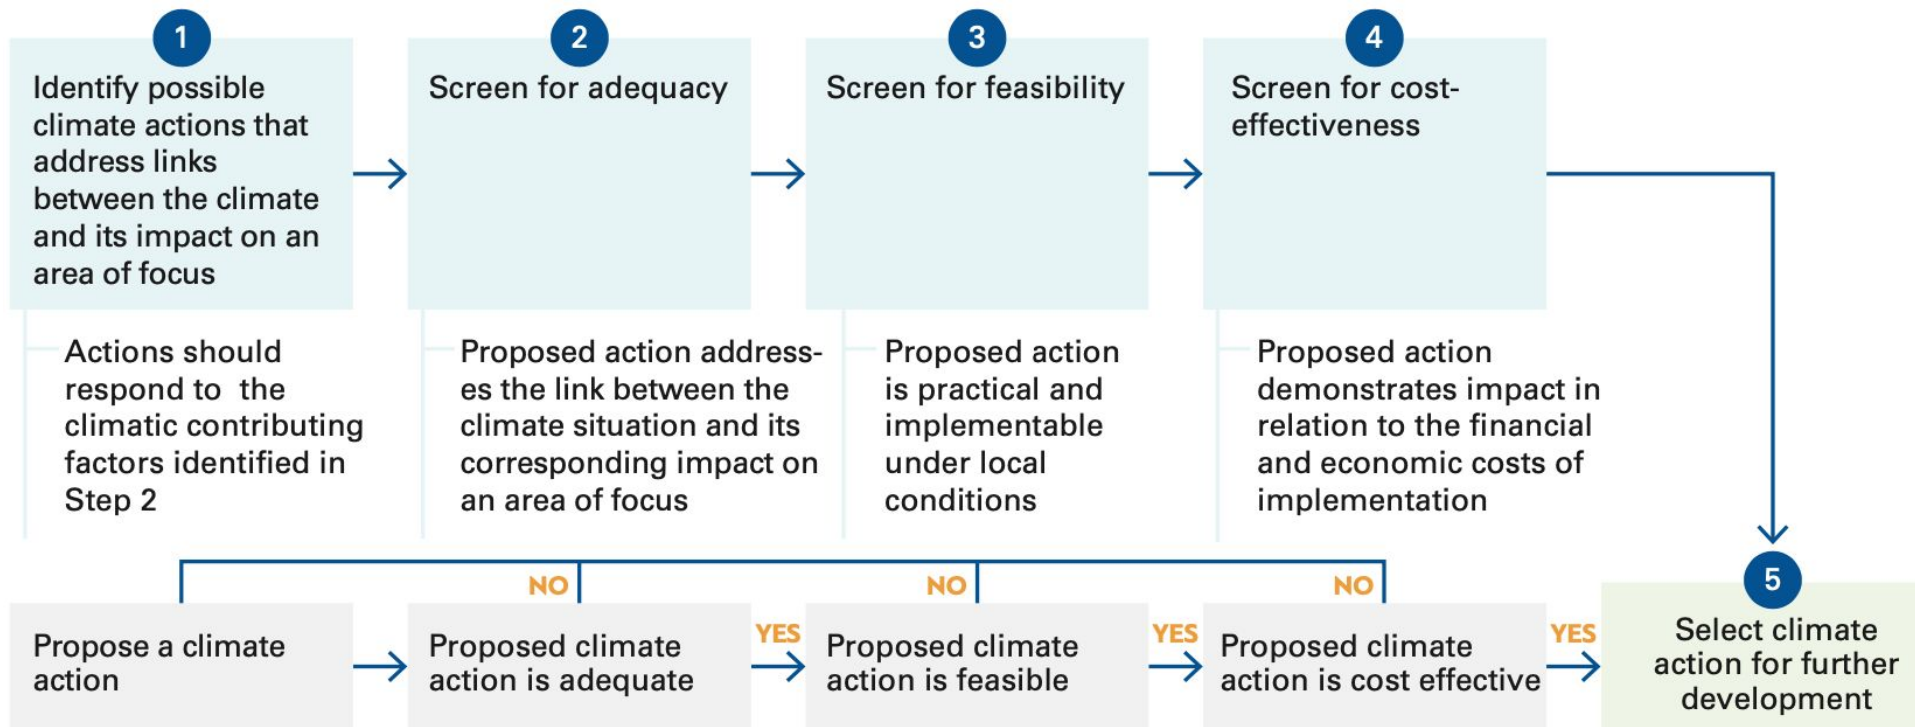 1
Identify possible
climate actions that
address links
between the climate
and its impact on an
area of focus
2
Screen for adequacy
3
Screen for feasibility
4
Screen for cost-
effectiveness
Actions should
respond to the
climatic contributing
factors identified in
Step 2
Proposed action address-
es the link between the
climate situation and its
corresponding impact on
an area of focus
Proposed action
is practical and
implementable
under local
conditions
Proposed action
demonstrates impact in
relation to the financial
and economic costs of
implementation
NO
NO
NO
Propose a climate
action
Proposed climate
action is adequate
YES
Proposed climate
action is feasible
YES
Proposed climate
action is cost effective
YES
5
Select climate
action for further
development